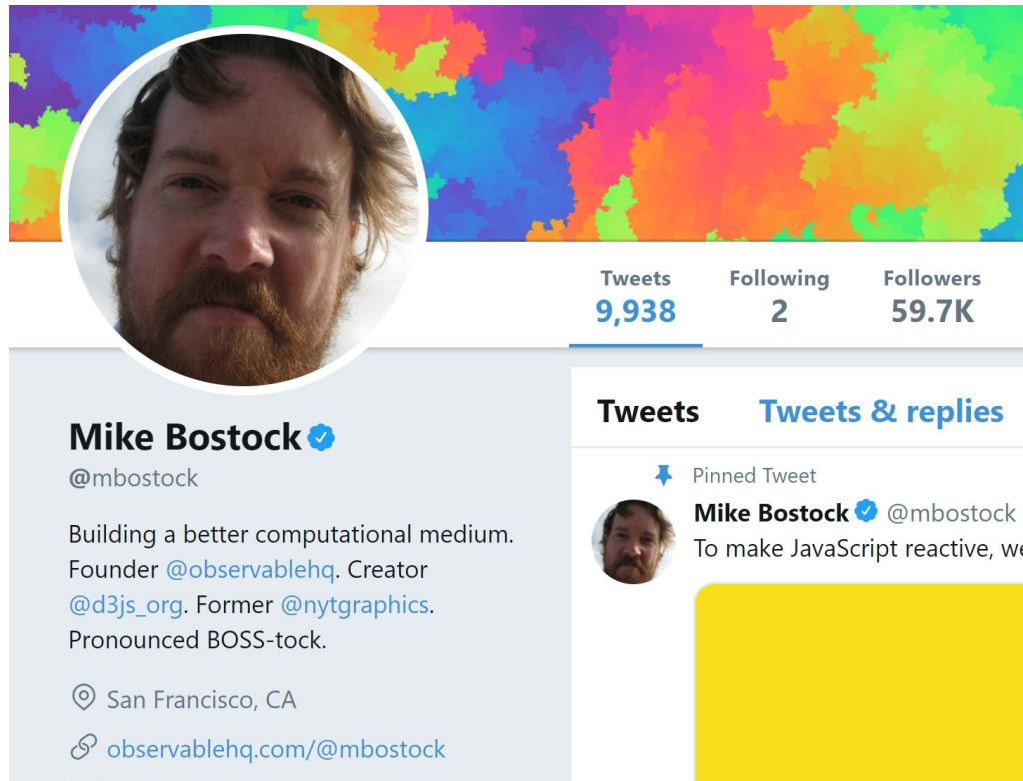 Tweets Following Followers
9,938 2 59.7K
Mike Bostock
@mbostock
Building a better computational medium.
Founder @observablehq. Creator
@d3js_org. Former @nytgraphics.
Pronounced BOSS-tock.
San Francisco, CA
observablehq.com/@mbostock
Tweets Tweets & replies
Pinned Tweet
Mike Bostock @mbostock
To make JavaScript reactive, we